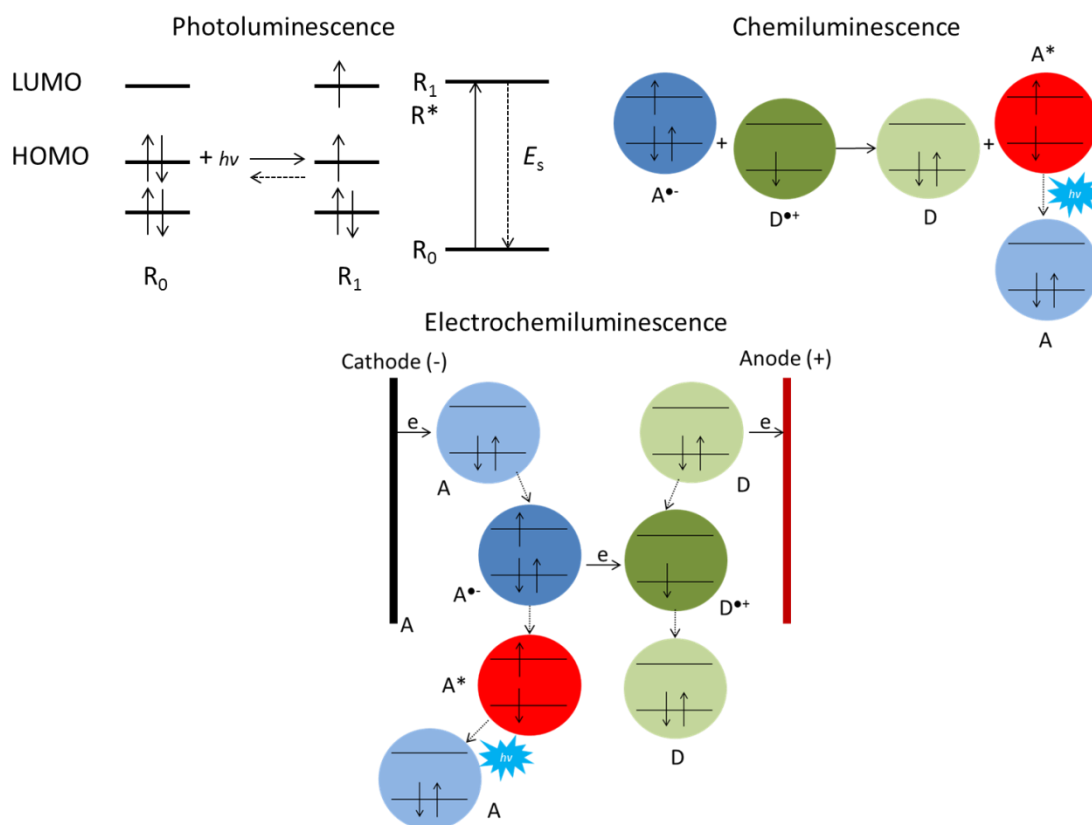 Photoluminescence
LUMO
HOMO
+ hν
R₀
R₁
R₁
R*
Eₛ
R₀
Chemiluminescence
A*
+
+
A•-
D•+
D
hν
A
Electrochemiluminescence
Cathode (-)
Anode (+)
e
e
A
D
e
A•-
D•+
A
A*
hν
D
A